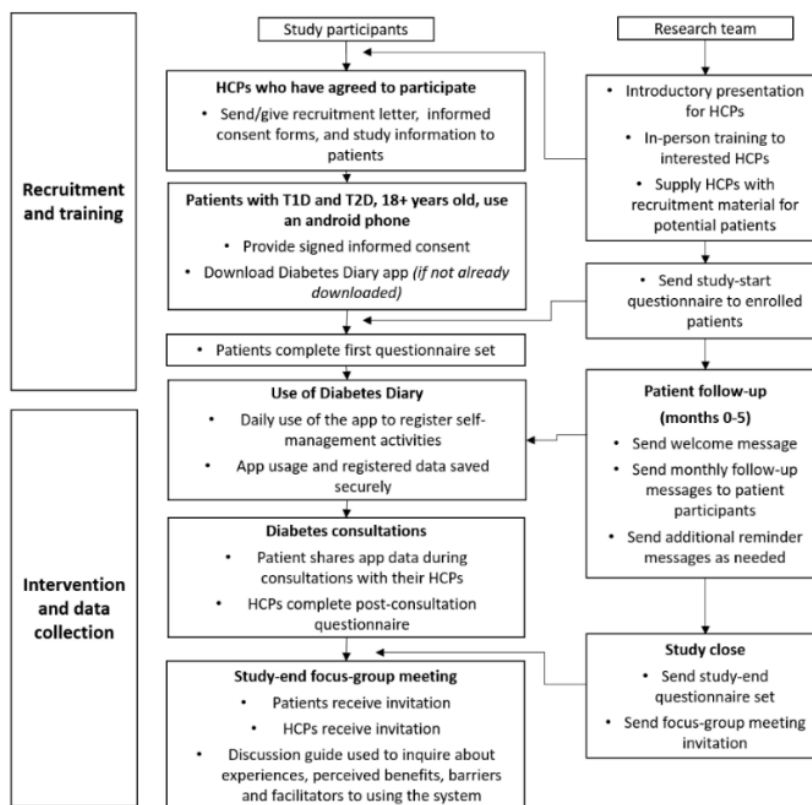 Study participants
Research team
Recruitment
and training
HCPs who have agreed to participate
• Send/give recruitment letter, informed
consent forms, and study information to
patients
Patients with T1D and T2D, 18+ years old, use
an android phone
• Provide signed informed consent
• Download Diabetes Diary app (if not already
downloaded)
• Patients complete first questionnaire set
• Introductory presentation
for HCPs
• In-person training to
interested HCPs
• Supply HCPs with
recruitment material for
potential patients
• Send study-start
questionnaire to enrolled
patients
Intervention
and data
collection
Use of Diabetes Diary
• Daily use of the app to register self-
management activities
• App usage and registered data saved
securely
Diabetes consultations
• Patient shares app data during
consultations with their HCPs
• HCPs complete post-consultation
questionnaire
Study-end focus-group meeting
• Patients receive invitation
• HCPs receive invitation
• Discussion guide used to inquire about
experiences, perceived benefits, barriers
and facilitators to using the system
Patient follow-up
(months 0-5)
• Send welcome message
• Send monthly follow-up
messages to patient
participants
• Send additional reminder
messages as needed
Study close
• Send study-end
questionnaire set
• Send focus-group meeting
invitation